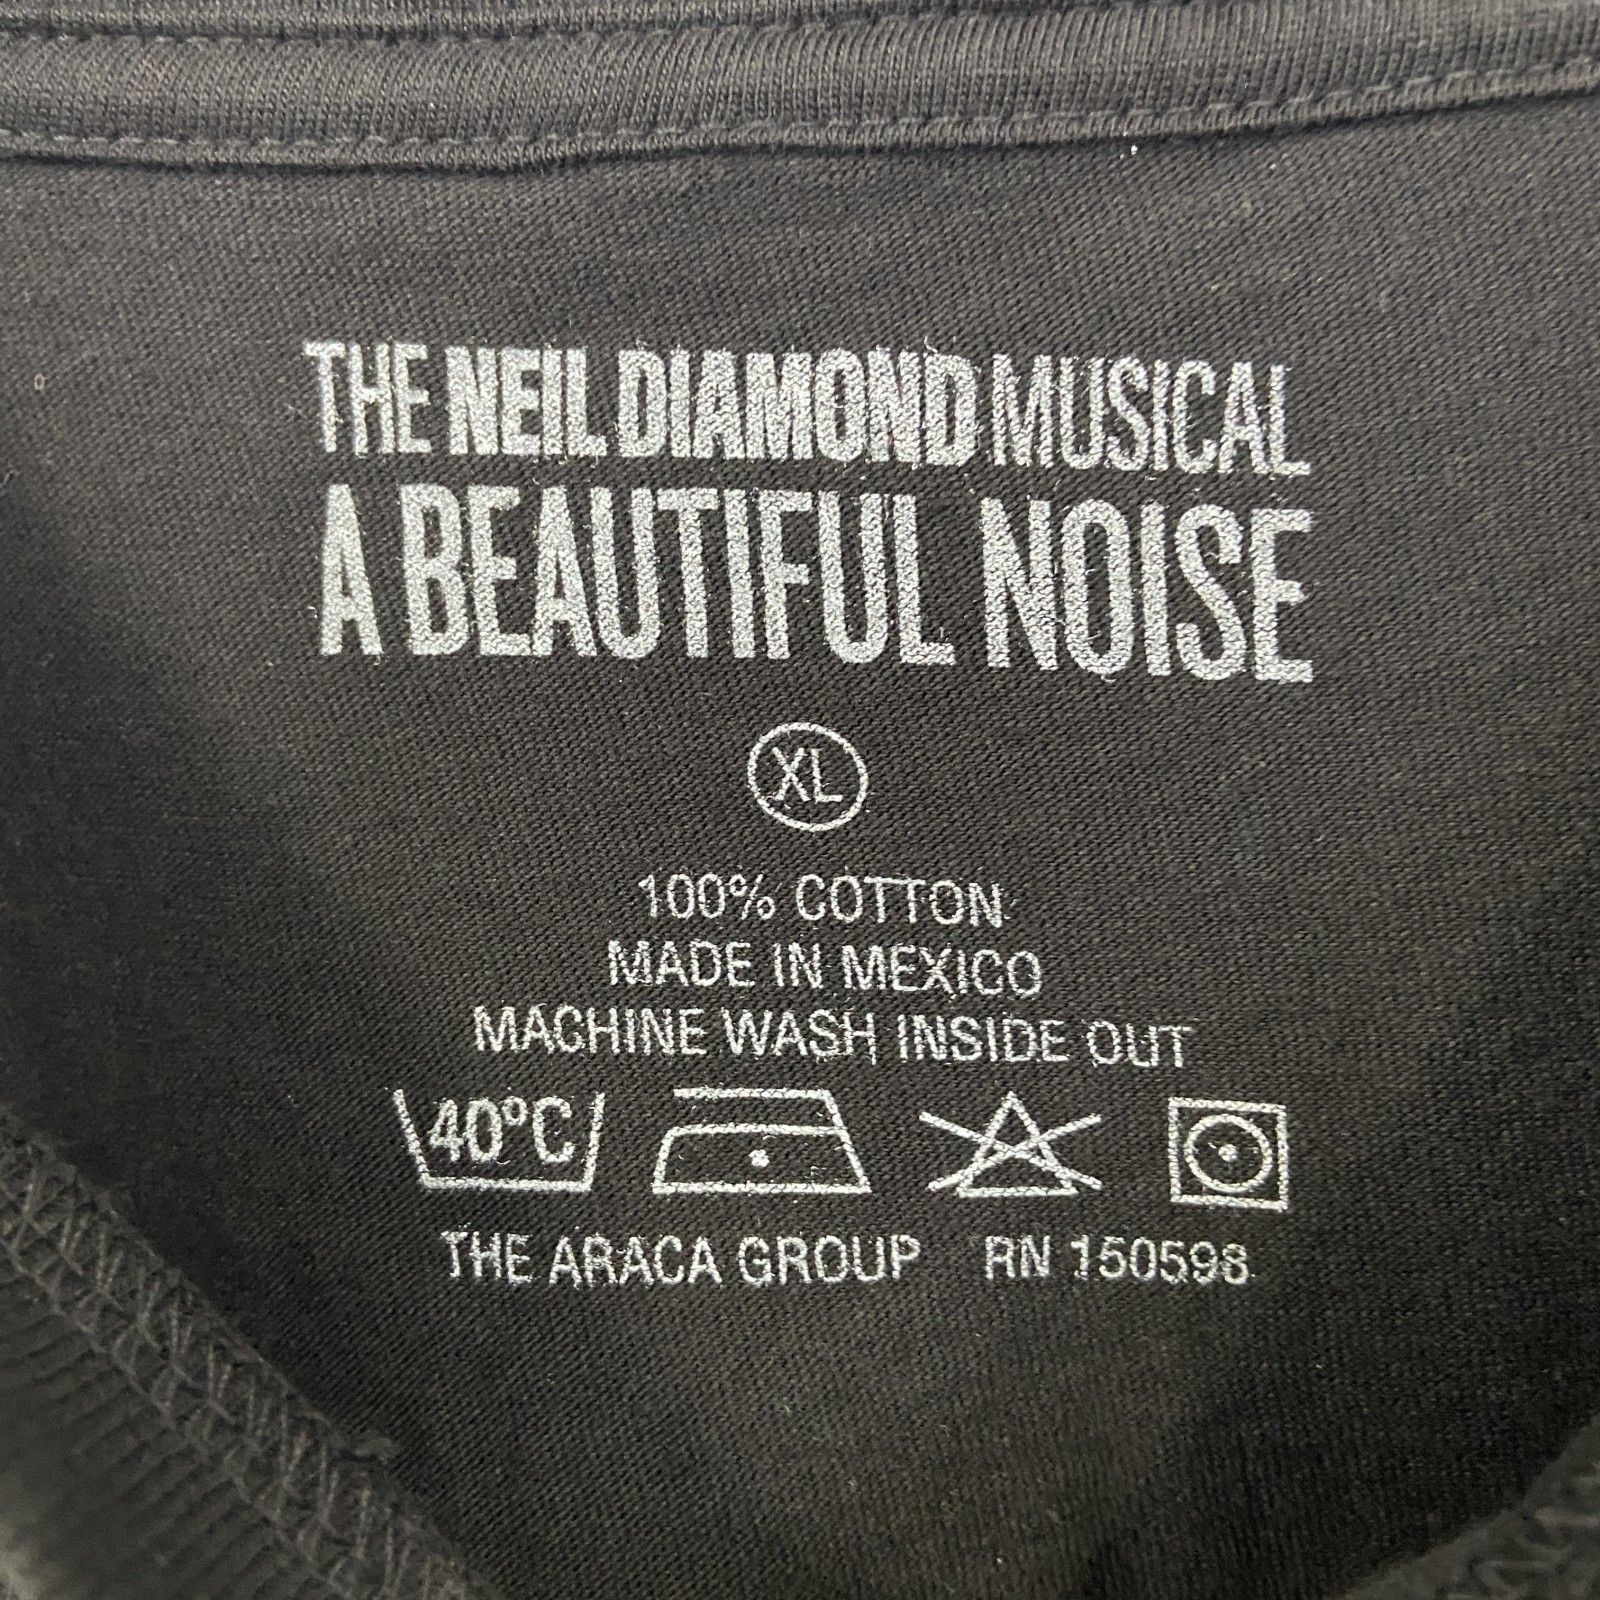 THE NEIL DIAMOND MUSICAL
A BEAUTIFUL NOISE
XL
100% COTTON
MADE IN MEXICO
MACHINE WASH INSIDE OUT
40ºC
THE ARACA GROUP RN 150598